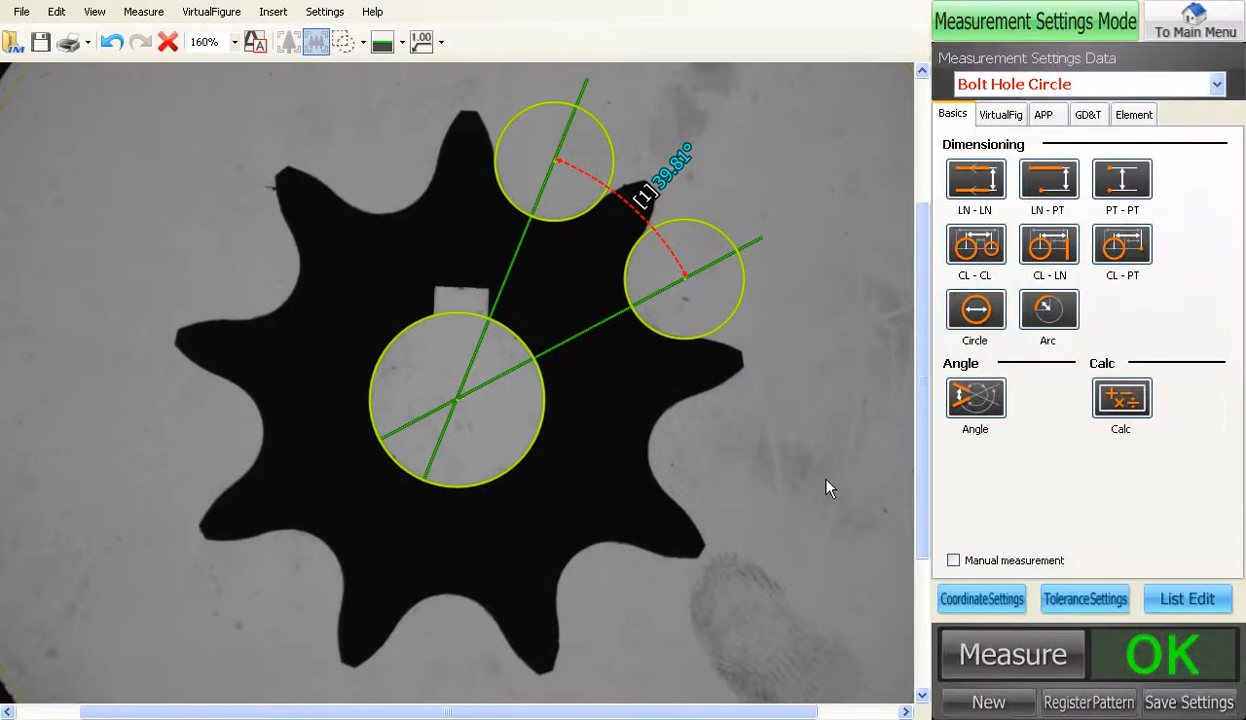 File Edit View Measure VirtualFigure Insert Settings Help
Measurement Settings Mode
To Main Menu
160%
1.00
Measurement Settings Data
Bolt Hole Circle
Basics VirtualFig APP GD&T Element
Dimensioning
LN - LN LN - PT PT - PT
CL - CL CL - LN CL - PT
Circle Arc
Angle Calc
Angle Calc
[1] 39.81°
Manual measurement
CoordinateSettings ToleranceSettings List Edit
Measure OK
New RegisterPattern Save Settings